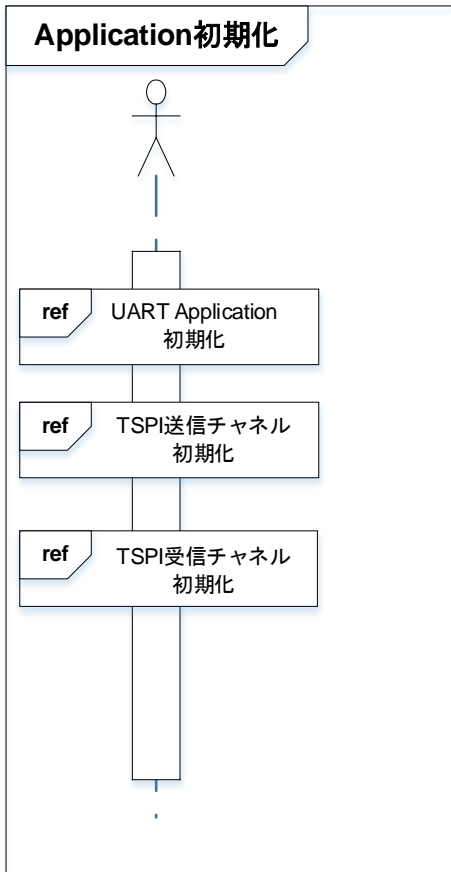 Application初期化
ref
UART Application
初期化
ref
TSPI送信チャネル
初期化
ref
TSPI受信チャネル
初期化